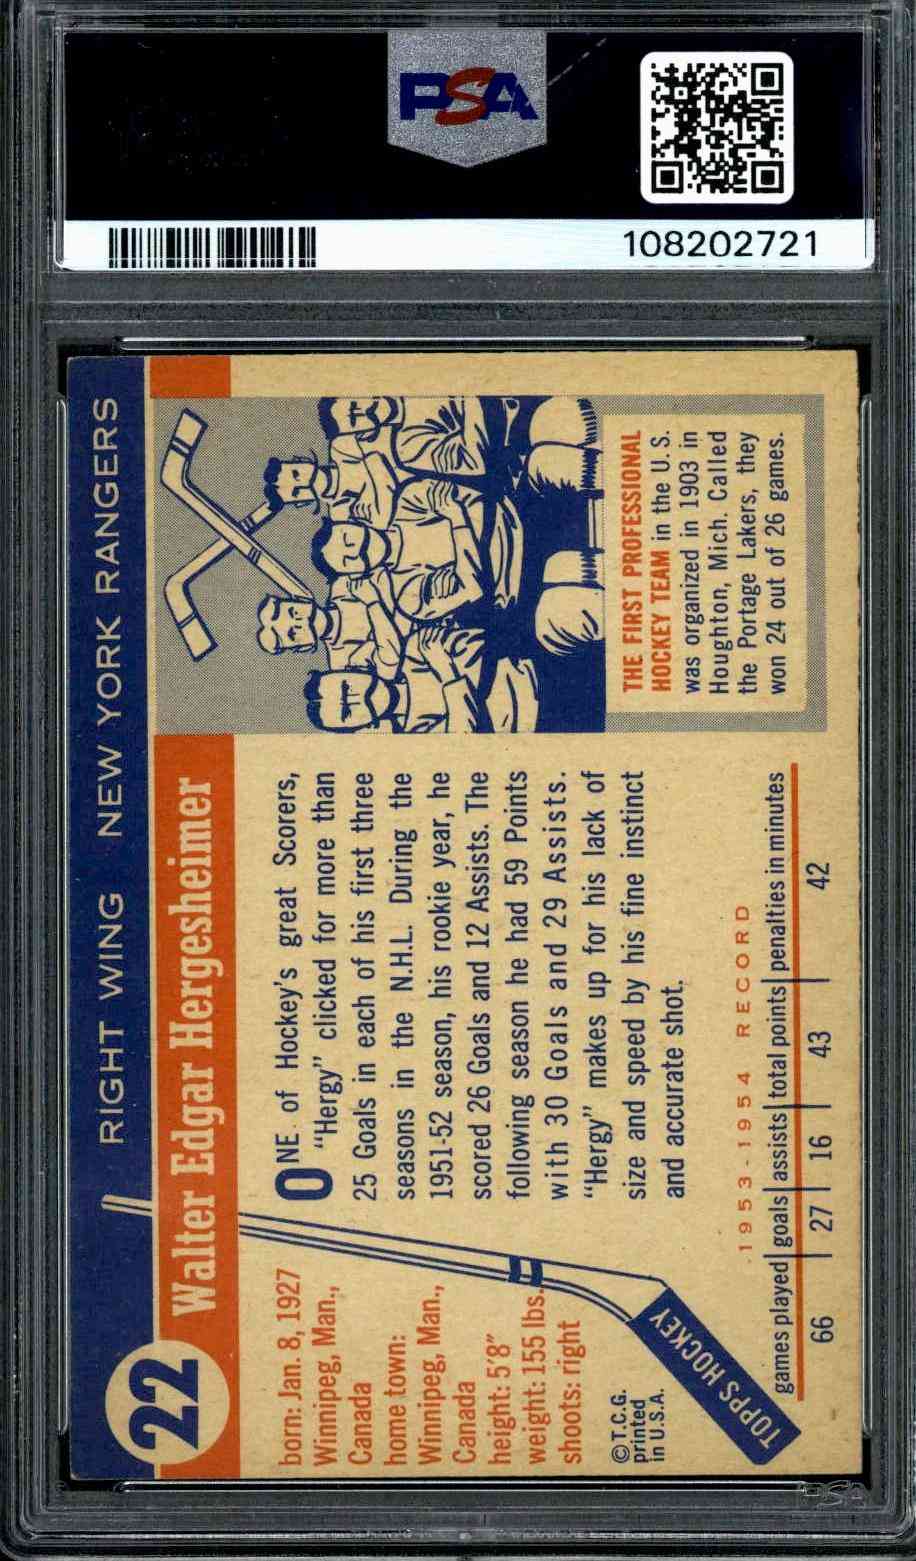 PSA
108202721
RIGHT WING NEW YORK RANGERS
22
Walter Edgar Hergesheimer
born: Jan. 8, 1927
Winnipeg, Man.,
Canada
home town:
Winnipeg, Man.,
Canada
height: 5'8"
weight: 155 lbs.
shoots: right
© T.C.G.
printed
in U.S.A.
TOPPS HOCKEY
ONE of Hockey's great Scorers,
"Hergy" clicked for more than
25 Goals in each of his first three
seasons in the N.H.L. During the
1951-52 season, his rookie year, he
scored 26 Goals and 12 Assists. The
following season he had 59 Points
with 30 Goals and 29 Assists.
"Hergy" makes up for his lack of
size and speed by his fine instinct
and accurate shot.
1953-1954 RECORD
games played goals assists total points penalties in minutes
66 27 16 43 42
THE FIRST PROFESSIONAL
HOCKEY TEAM in the U. S.
was organized in 1903 in
Houghton, Mich. Called
the Portage Lakers, they
won 24 out of 26 games.
PSA